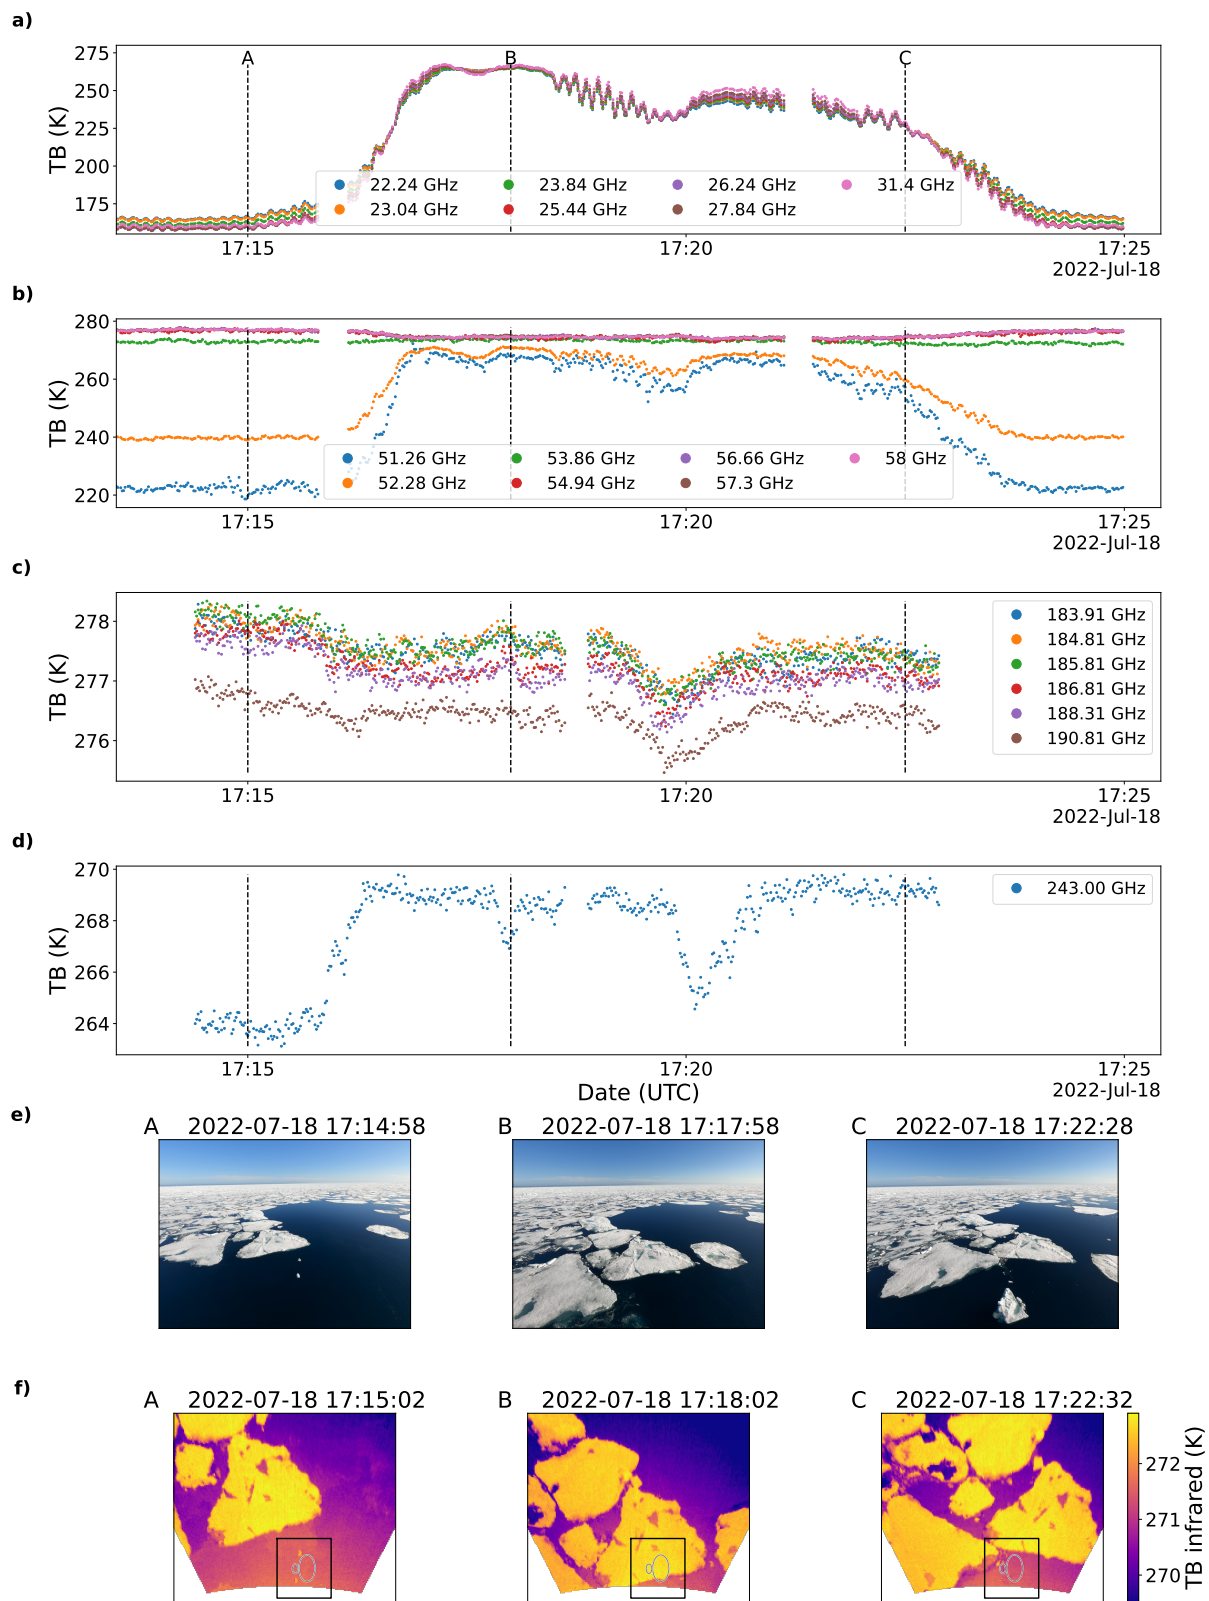 a)
275
250
225
200
175
TB (K)
A
B
C
22.24 GHz
23.84 GHz
26.24 GHz
31.4 GHz
23.04 GHz
25.44 GHz
27.84 GHz
17:15
17:20
17:25
2022-Jul-18
b)
280
260
240
220
TB (K)
51.26 GHz
53.86 GHz
56.66 GHz
58 GHz
52.28 GHz
54.94 GHz
57.3 GHz
17:15
17:20
17:25
2022-Jul-18
c)
278
277
276
TB (K)
183.91 GHz
184.81 GHz
185.81 GHz
186.81 GHz
188.31 GHz
190.81 GHz
17:15
17:20
17:25
2022-Jul-18
d)
270
268
266
264
TB (K)
243.00 GHz
17:15
17:20
17:25
Date (UTC)
2022-Jul-18
e)
A 2022-07-18 17:14:58
B 2022-07-18 17:17:58
C 2022-07-18 17:22:28
f)
A 2022-07-18 17:15:02
B 2022-07-18 17:18:02
C 2022-07-18 17:22:32
272
271
270
TB infrared (K)